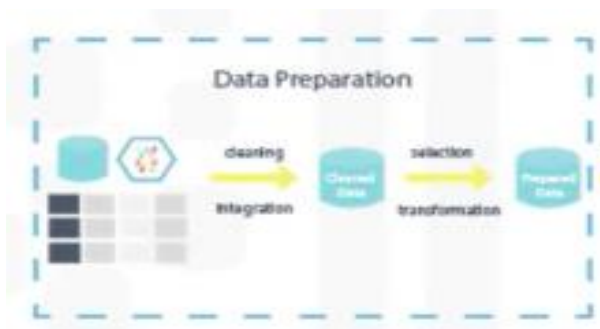 Data Preparation
cleaning
integration
Cleaned
Data
selection
transformation
Prepared
Data